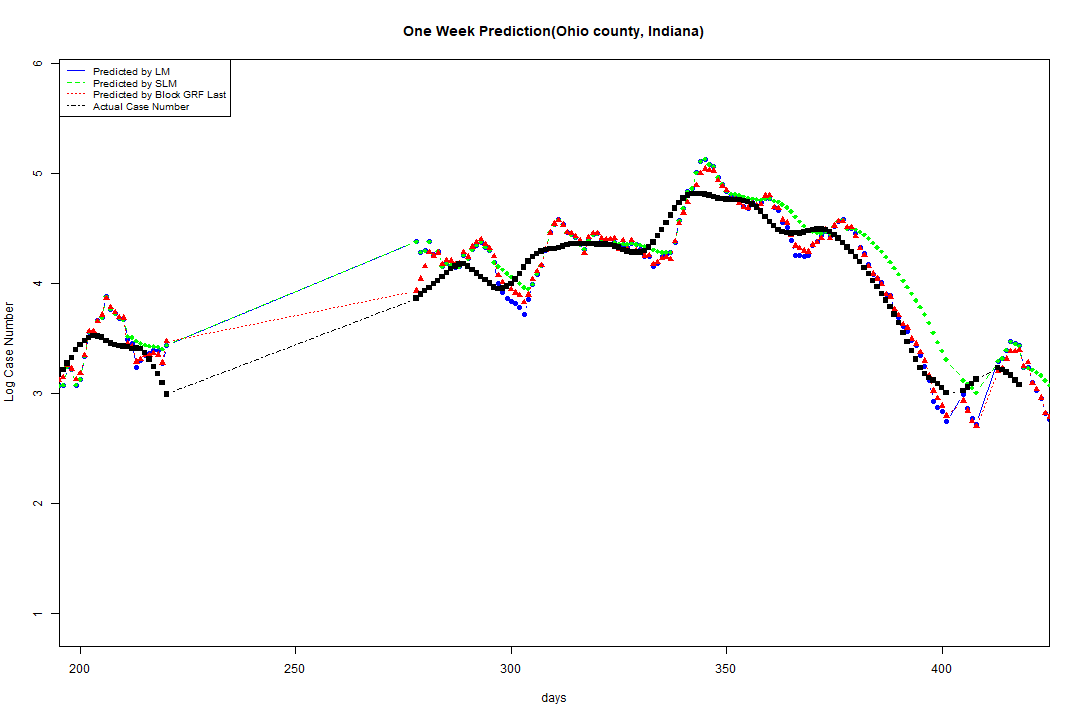 One Week Prediction(Ohio county, Indiana)
Predicted by LM
Predicted by SLM
Predicted by Block GRF Last
Actual Case Number
6
5
4
3
2
1
Log Case Number
200 250 300 350 400
days